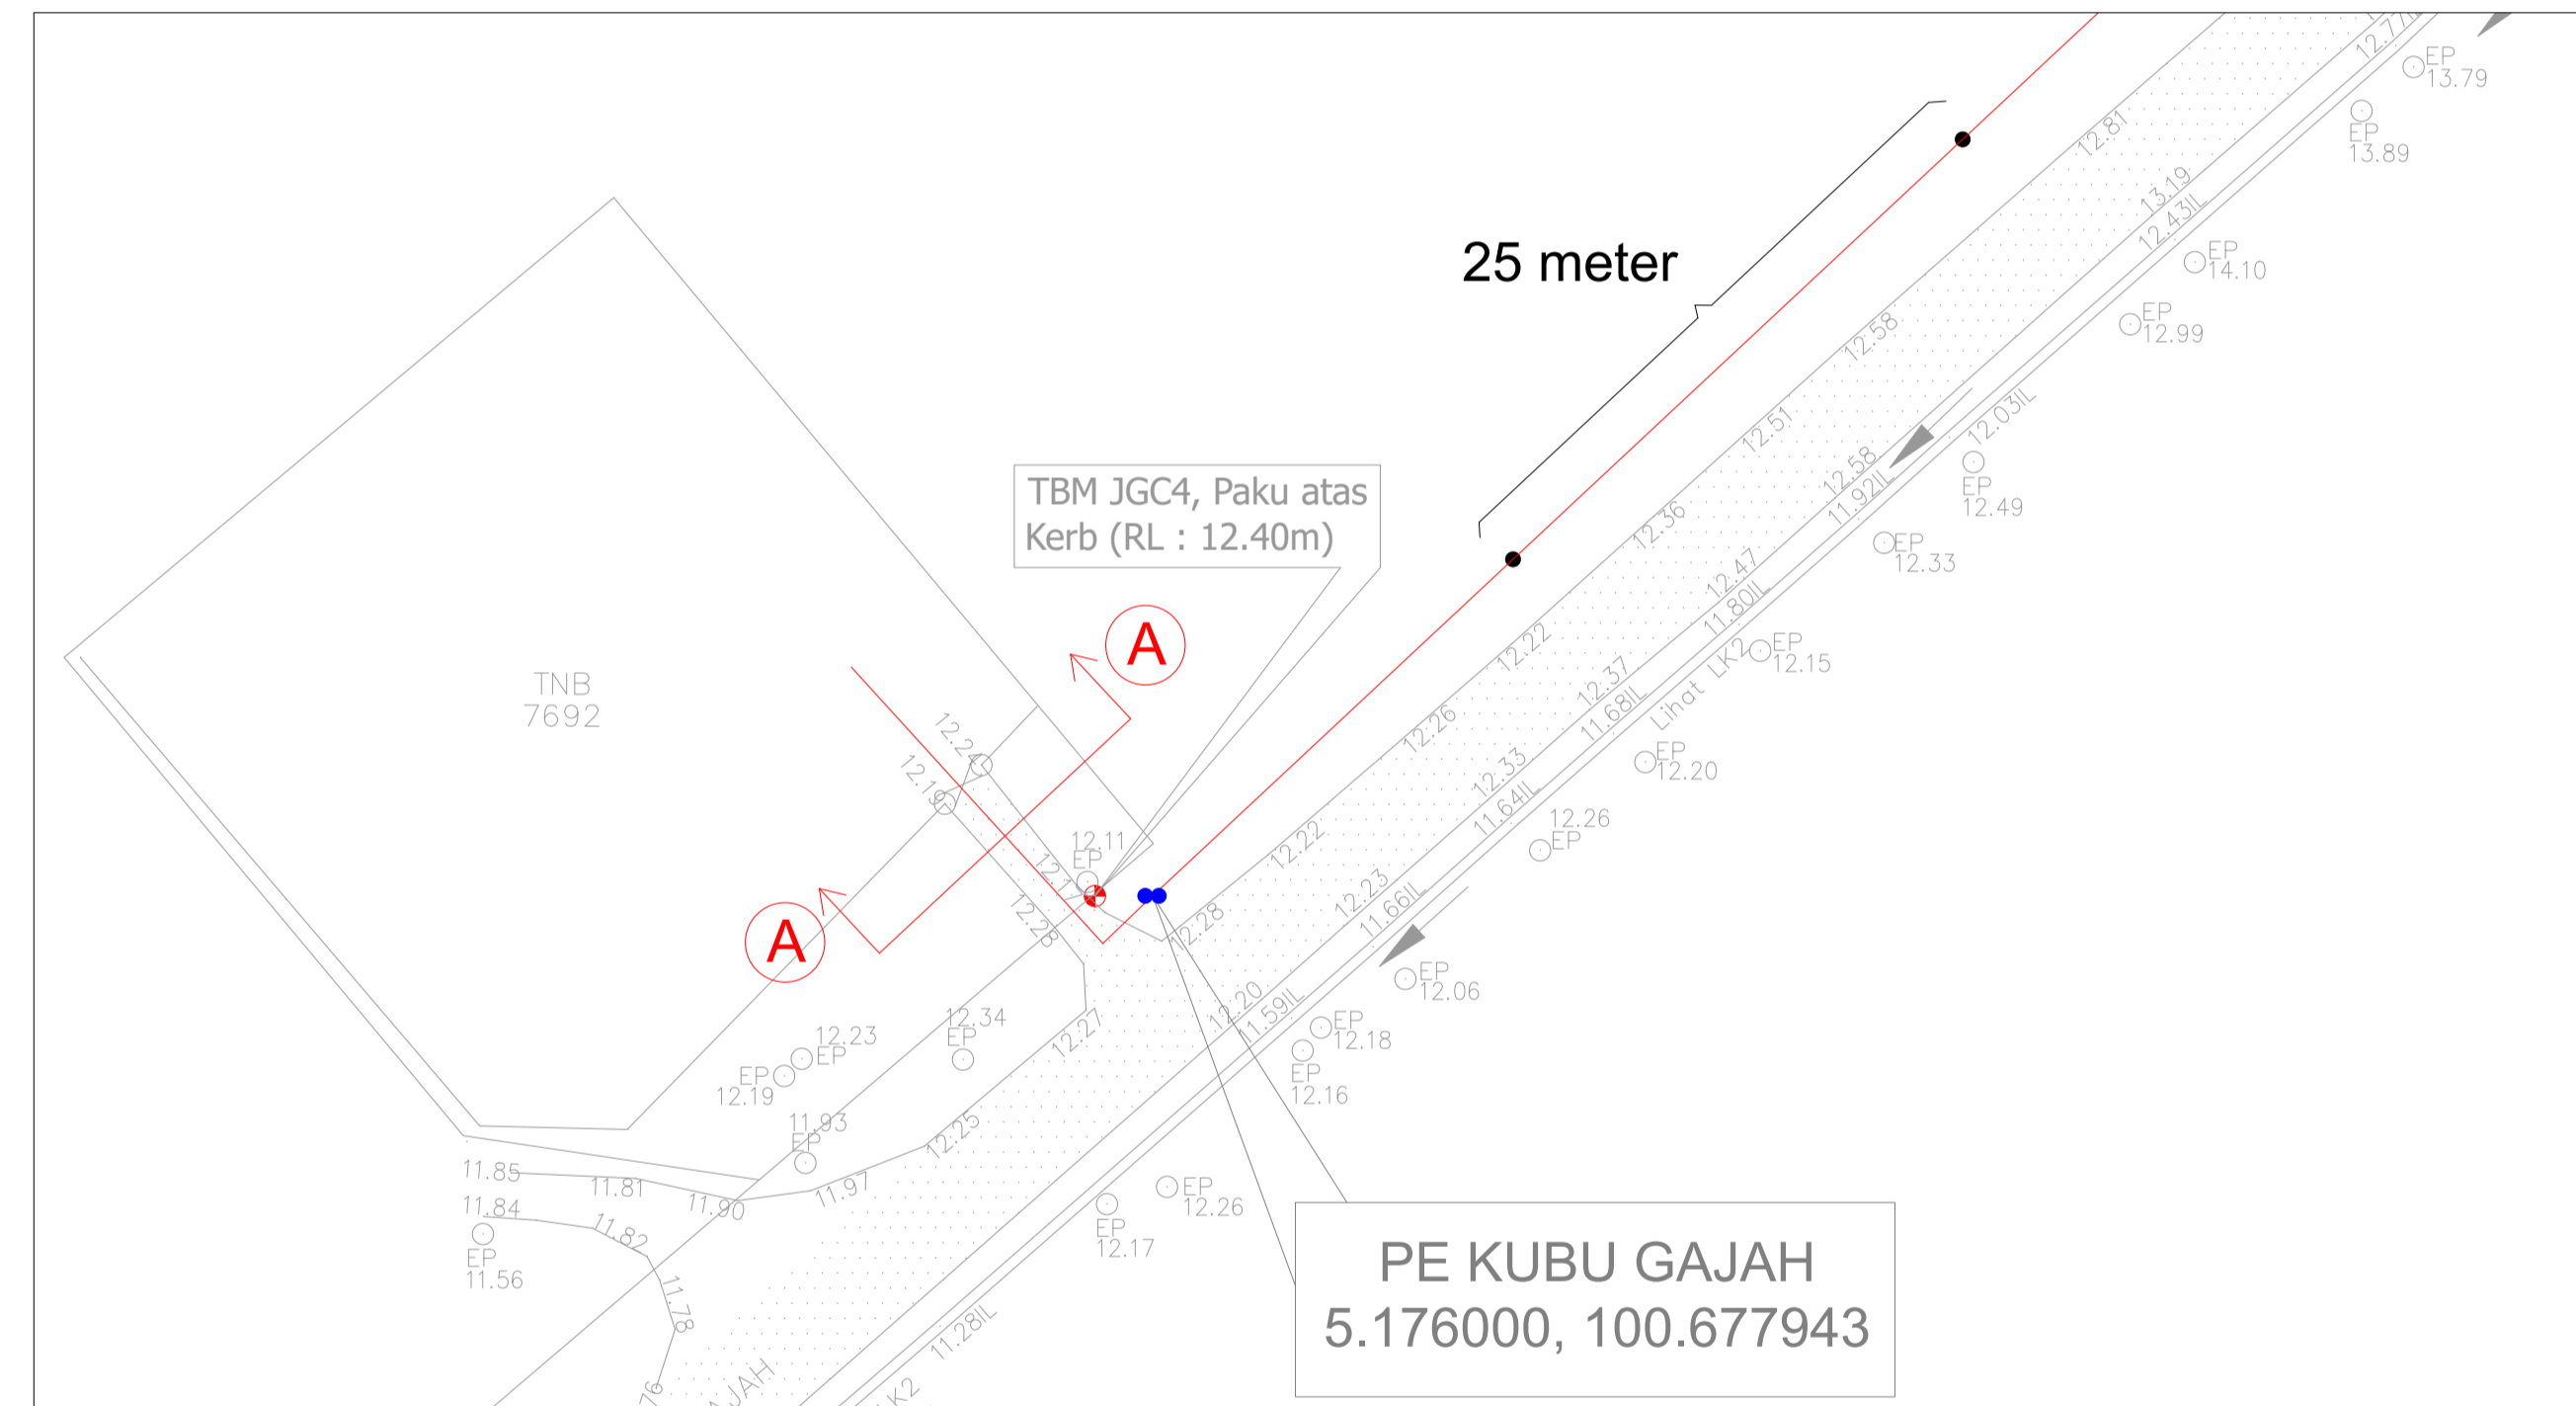 12.77IL
EP
13.79
EP
13.89
12.81
13.19
12.43IL
EP
14.10
25 meter
EP
12.99
12.58
12.51
12.03IL
12.58
11.92IL
EP
12.49
TBM JGC4, Paku atas
Kerb (RL : 12.40m)
12.36
EP
12.33
12.47
11.80IL
A
12.22
Lihat LK2
EP
12.15
TNB
7692
12.37
11.68IL
12.24
12.26
12.19
12.33
11.64IL
EP
12.20
12.11
EP
12.22
12.26
EP
12.28
12.23
11.66IL
A
12.28
EP
12.06
12.34
EP
12.27
12.20
11.59IL
12.23
EP
EP
12.19
EP
12.18
EP
12.16
11.93
EP
12.25
11.85
11.81
11.90
11.97
11.84
11.82
EP
11.56
EP
12.26
EP
12.17
PE KUBU GAJAH
5.176000, 100.677943
11.78
11.28IL